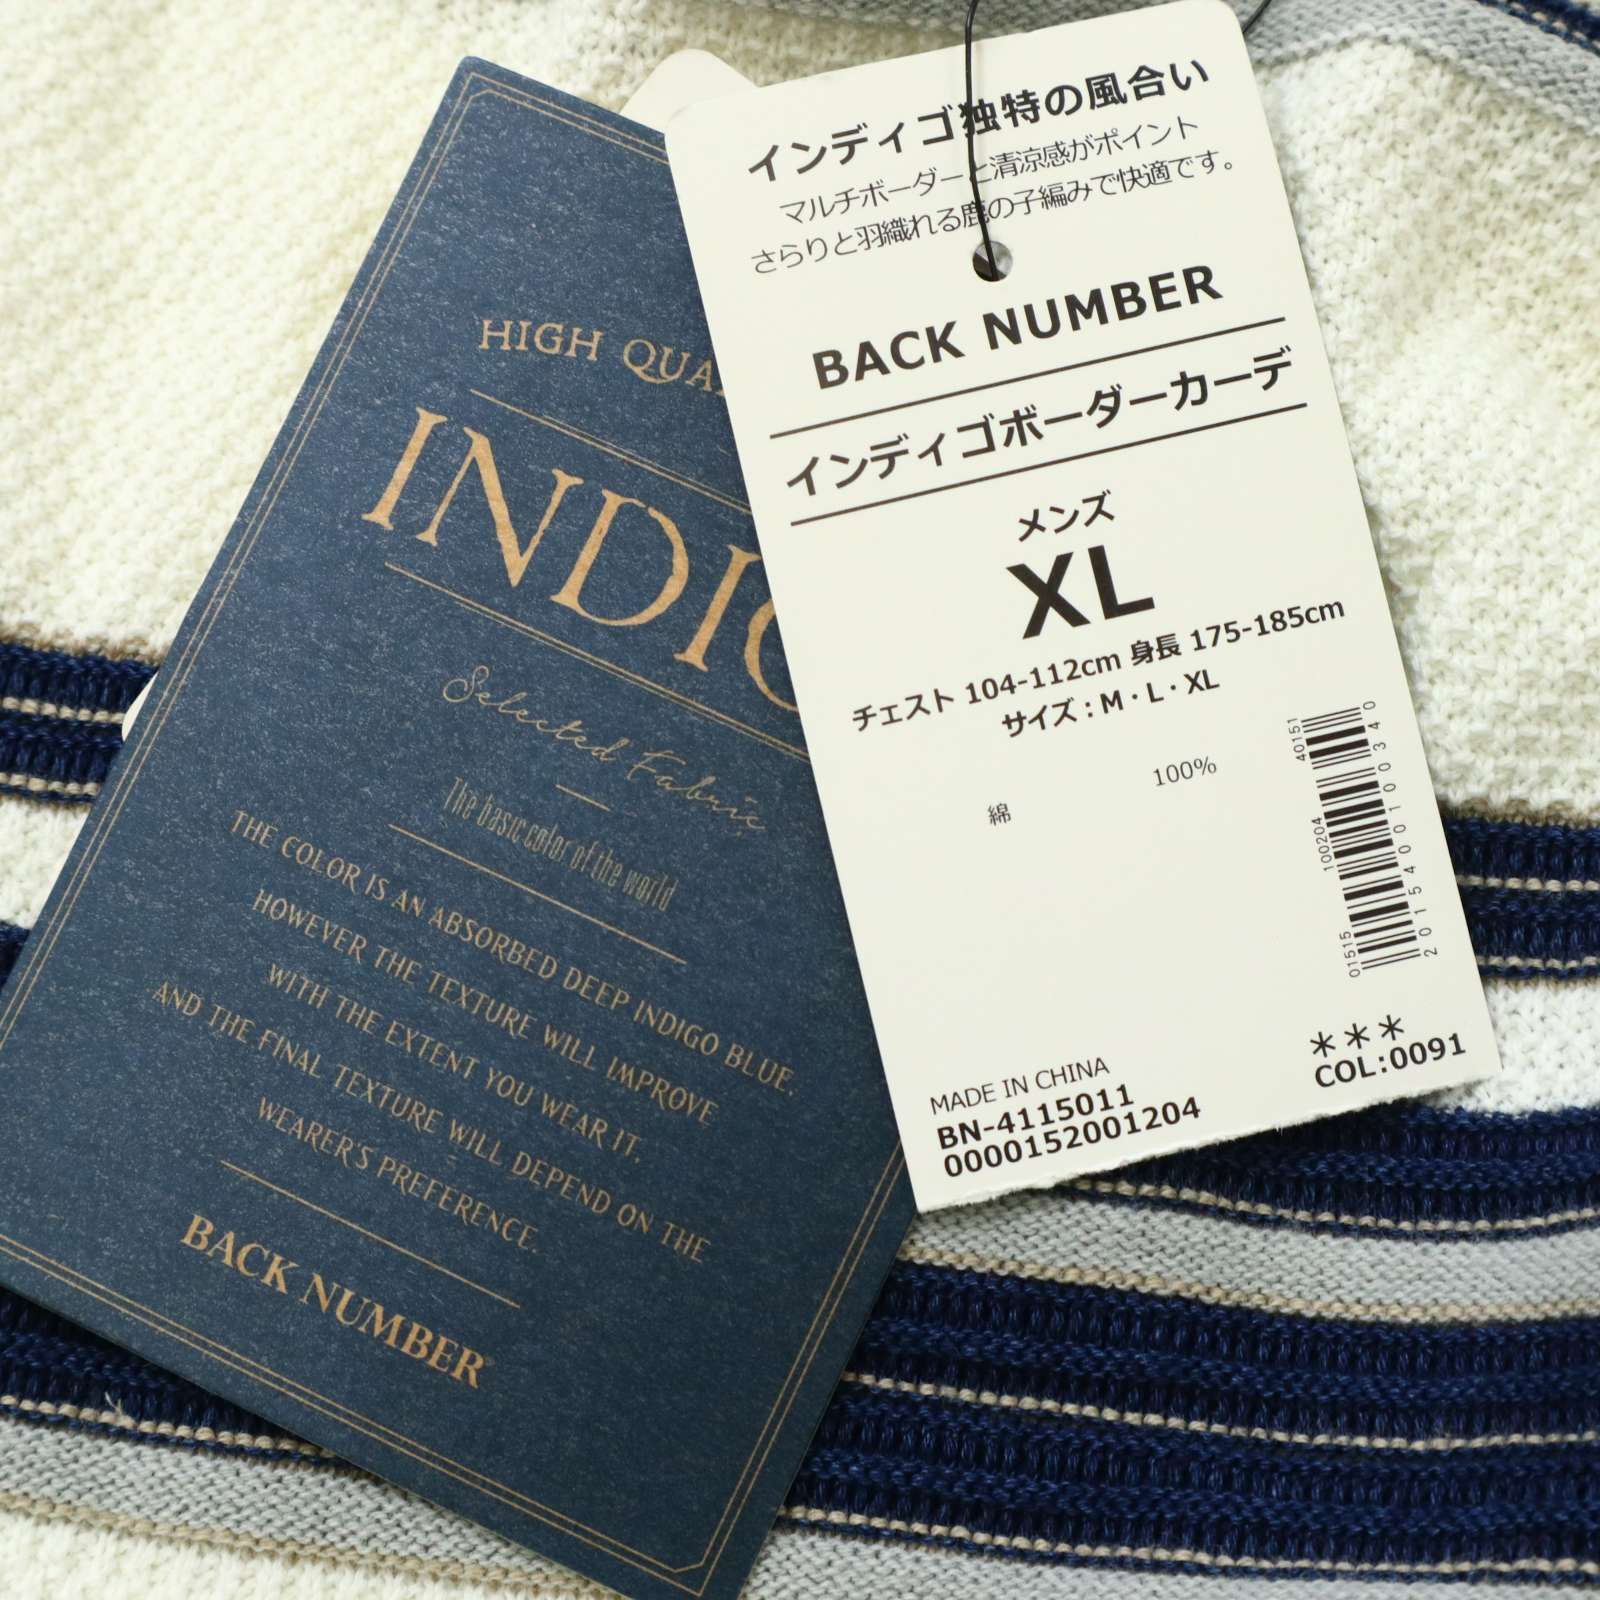 HIGH QUA
INDIG
Selected Fabric
The basic color of the world
THE COLOR IS AN ABSORBED DEEP INDIGO BLUE.
HOWEVER THE TEXTURE WILL IMPROVE
WITH THE EXTENT YOU WEAR IT,
AND THE FINAL TEXTURE WILL DEPEND ON THE
WEARER'S PREFERENCE.
BACK NUMBER
インディゴ独特の風合い
マルチボーダーと清涼感がポイント
さらりと羽織れる鹿の子編みで快適です。
BACK NUMBER
インディゴボーダーカーデ
メンズ
XL
チェスト 104-112cm 身長 175-185cm
サイズ：M・L・XL
綿 100%
01515 100204 40151
2015400100340
MADE IN CHINA
BN-4115011
0000152001204
＊＊＊
COL:0091